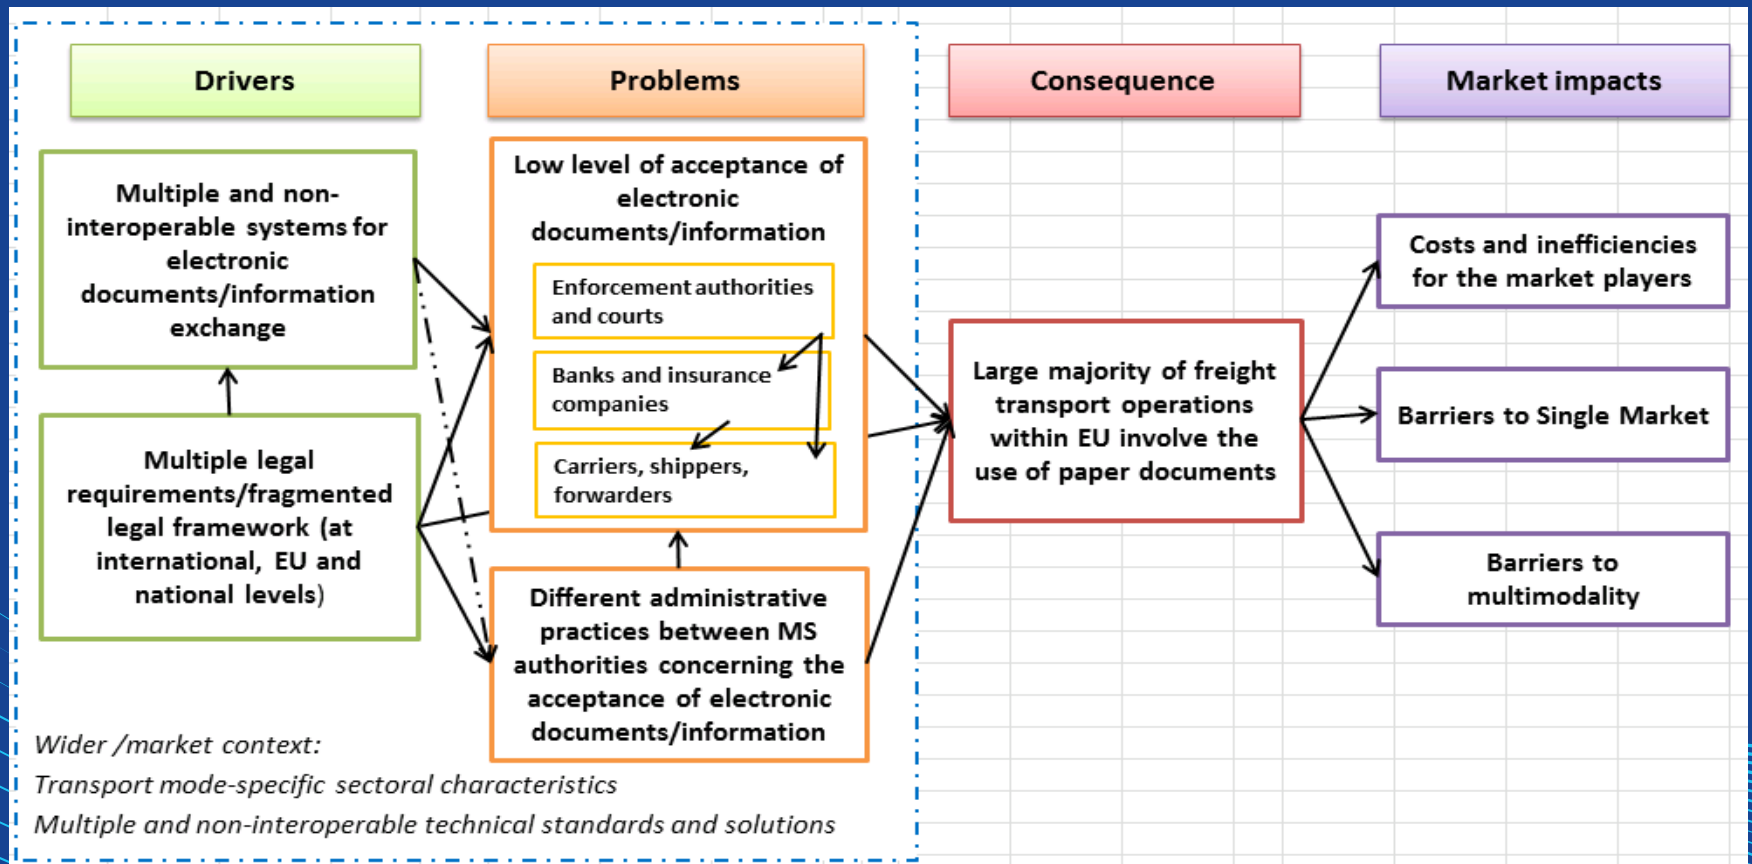 Drivers
Problems
Consequence
Market impacts
Multiple and non-
interoperable systems for
electronic
documents/information
exchange
Multiple legal
requirements/fragmented
legal framework (at
international, EU and
national levels)
Low level of acceptance of
electronic
documents/information
Enforcement authorities
and courts
Banks and insurance
companies
Carriers, shippers,
forwarders
Different administrative
practices between MS
authorities concerning the
acceptance of electronic
documents/information
Large majority of freight
transport operations
within EU involve the
use of paper documents
Costs and inefficiencies
for the market players
Barriers to Single Market
Barriers to
multimodality
Wider /market context:
Transport mode-specific sectoral characteristics
Multiple and non-interoperable technical standards and solutions